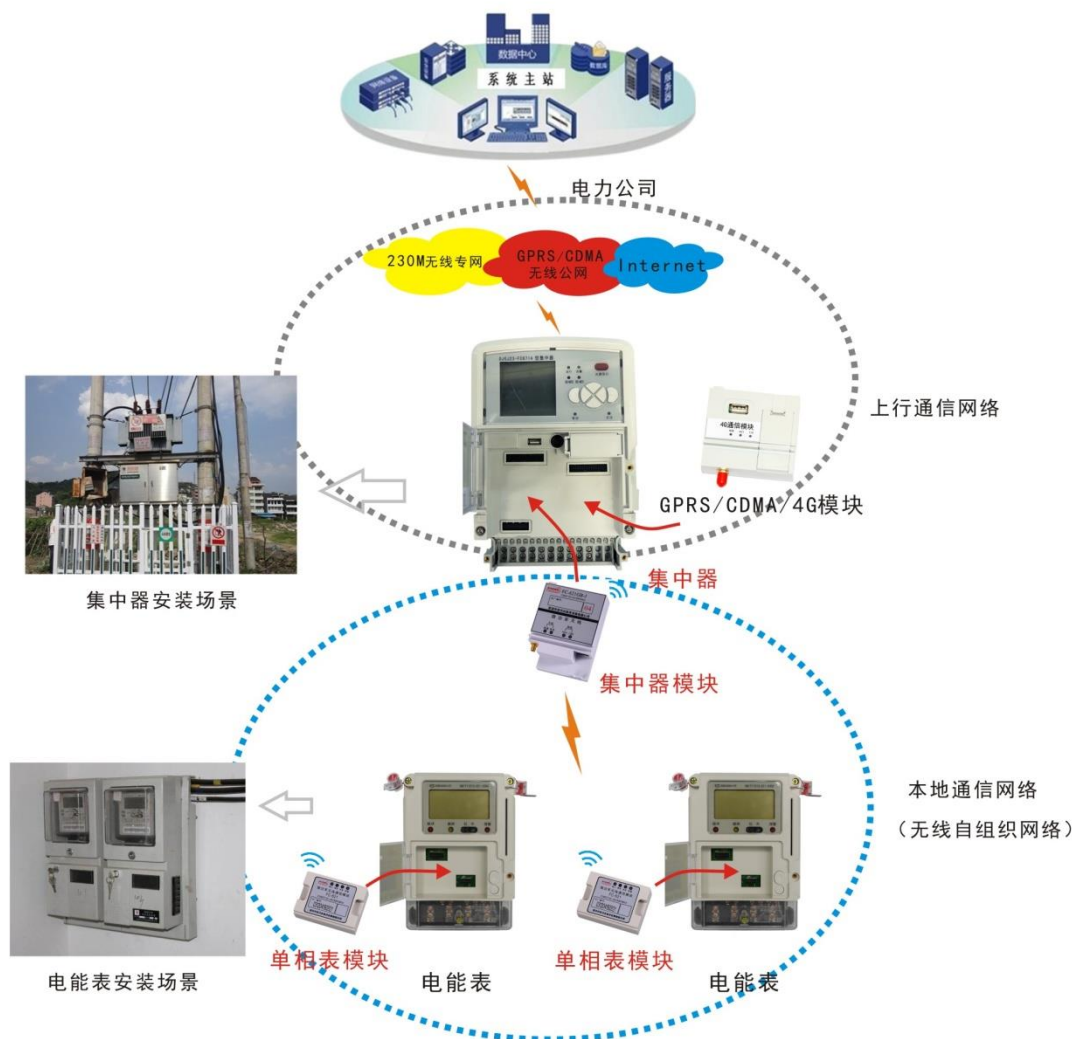 数据中心
数据库
系统主站
电力公司
230M无线专网
GPRS/CDMA
无线公网
Internet
型集中器
上行通信网络
4G通信模块
GPRS/CDMA/4G模块
集中器安装场景
集中器
集中器模块
本地通信网络
（无线自组织网络）
单相表模块
电能表
单相表模块
电能表
电能表安装场景